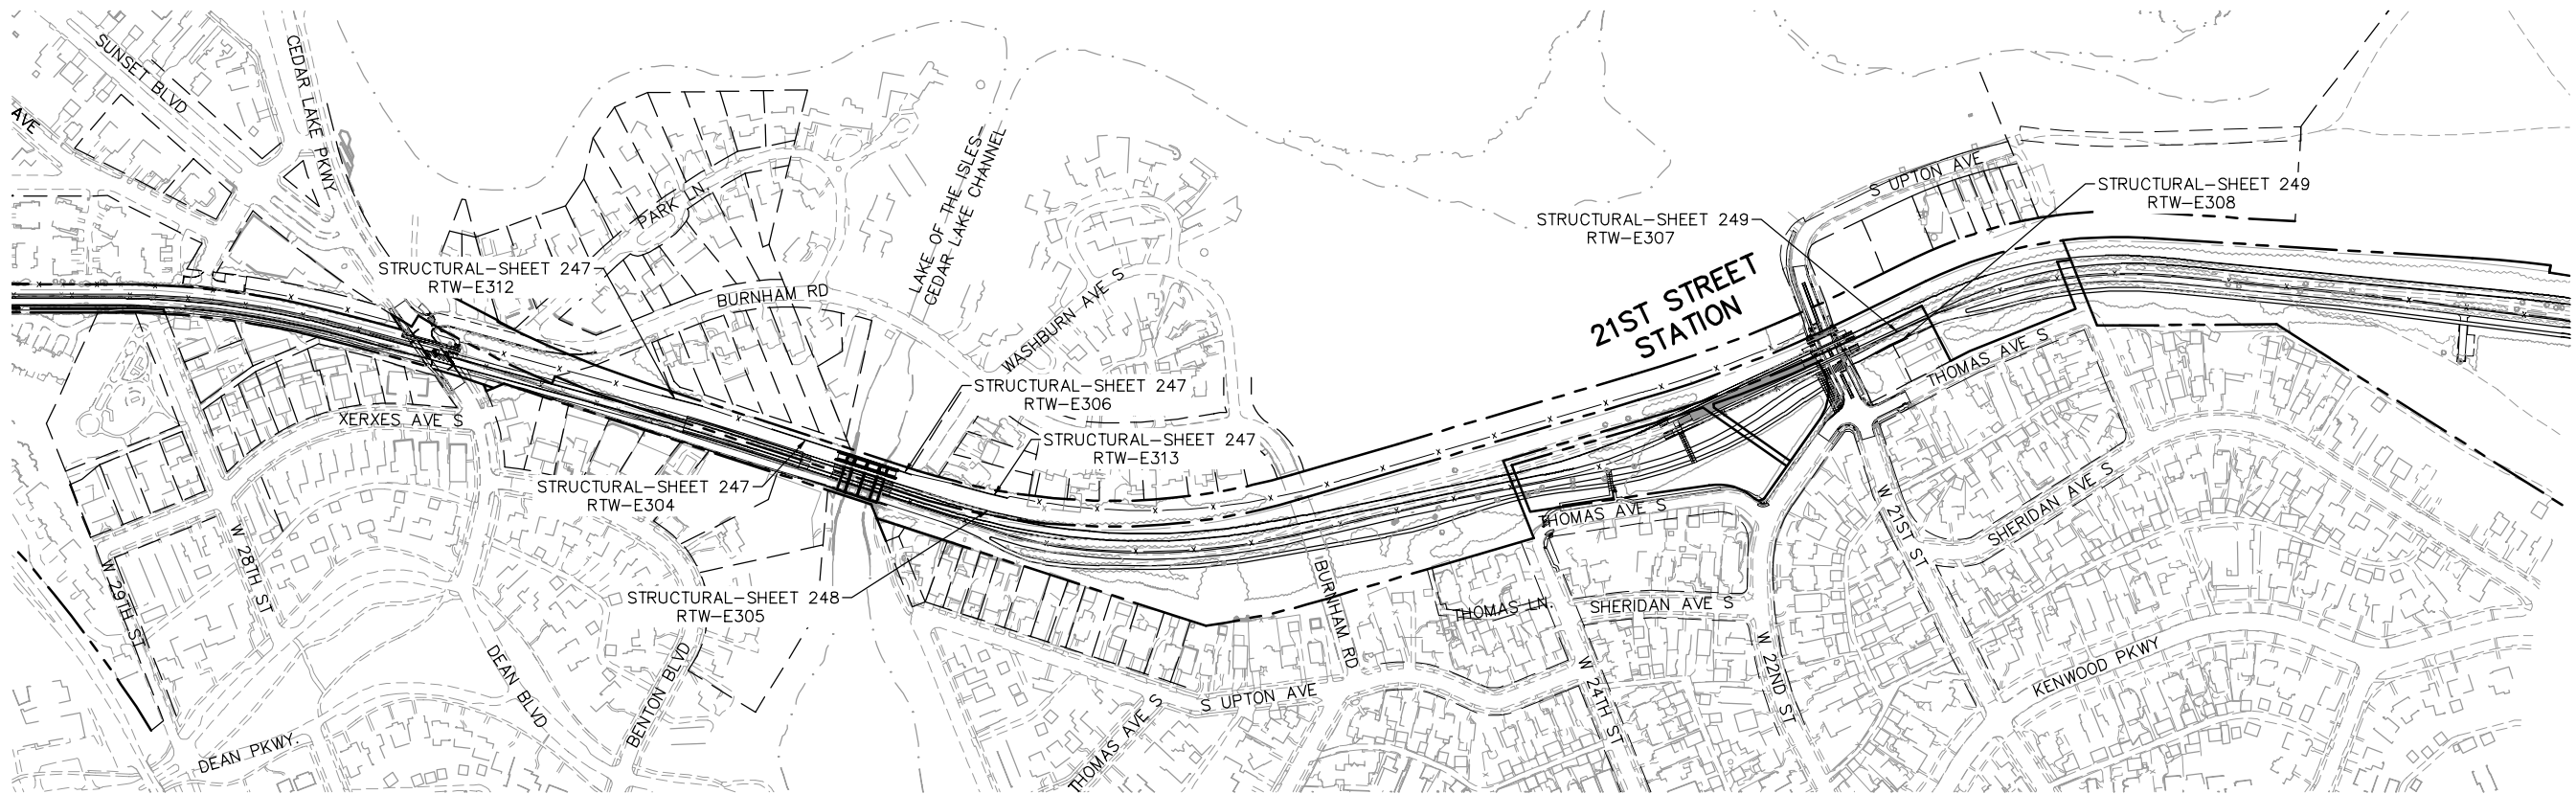 SUNSET BLVD
CEDAR LAKE PKWY
AVE
PARK LN.
LAKE OF THE ISLES-
CEDAR LAKE CHANNEL
S UPTON AVE
STRUCTURAL-SHEET 249
RTW-E308
STRUCTURAL-SHEET 249
RTW-E307
STRUCTURAL-SHEET 247
RTW-E312
BURNHAM RD
WASHBURN AVE S
21ST STREET
STATION
THOMAS AVE S
STRUCTURAL-SHEET 247
RTW-E306
XERXES AVE S
STRUCTURAL-SHEET 247
RTW-E313
STRUCTURAL-SHEET 247
RTW-E304
THOMAS AVE S
W 21ST ST
SHERIDAN AVE S
W 29TH ST
W 28TH ST
STRUCTURAL-SHEET 248
RTW-E305
BURNHAM RD
THOMAS LN.
SHERIDAN AVE S
DEAN BLVD
BENTON BLVD
S UPTON AVE
W 24TH ST
W 22ND ST
KENWOOD PKWY
DEAN PKWY.
THOMAS AVE S